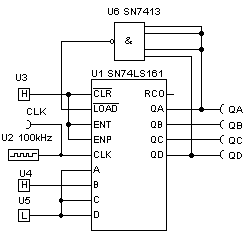 U6 SN7413
&
U3
U1 SN74LS161
H
CLR
RCO
CLK
LOAD
QA
QA
ENT
QB
QB
U2 100kHz
ENP
QC
QC
CLK
QD
QD
U4
A
H
B
U5
C
L
D